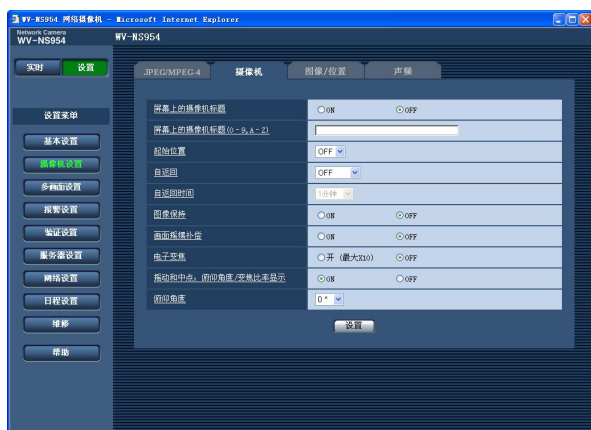 WV-NS954 网络摄像机 - Microsoft Internet Explorer
Network Camera
WV-NS954
WV-NS954
实时 设置
JPEG/MPEG-4 摄像机 图像/位置 声频
设置菜单
基本设置
摄像机设置
多画面设置
报警设置
验证设置
服务器设置
网络设置
日程设置
维修
帮助
屏幕上的摄像机标题 ON OFF
屏幕上的摄像机标题(0-9,A-Z)
起始位置 OFF
自返回 OFF
自返回时间 1分钟
图像保持 ON OFF
画面摇摆补偿 ON OFF
电子变焦 开 (最大X10) OFF
摇动和中点, 俯仰角度/变焦比率显示 ON OFF
俯仰角度 0°
设置